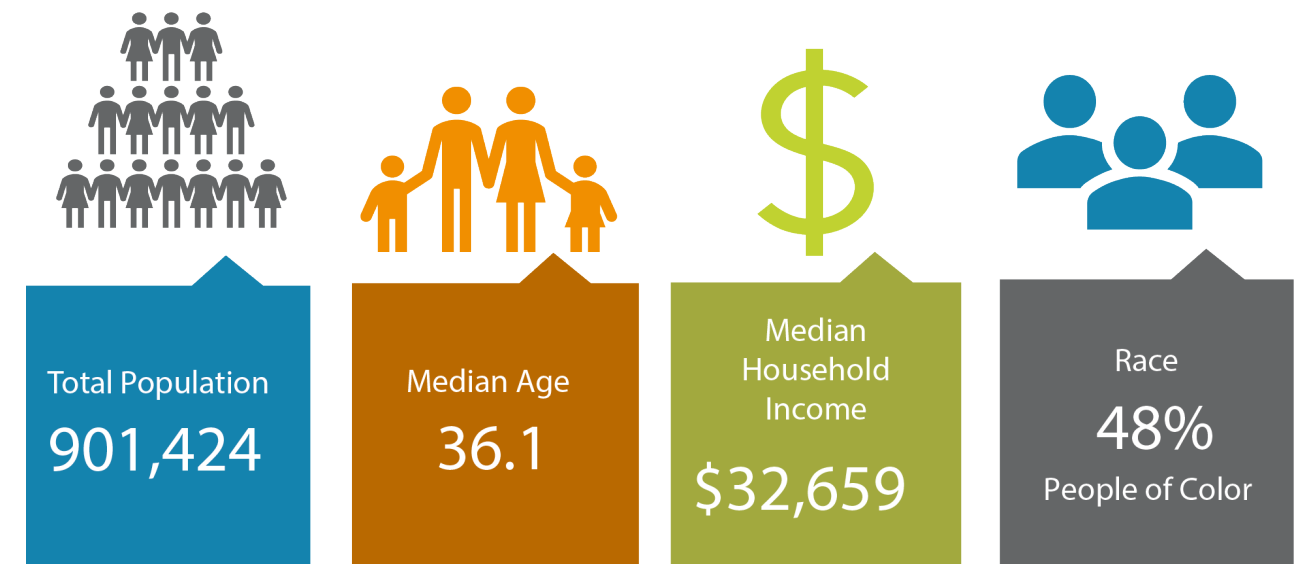 Total Population
901,424
Median Age
36.1
Median
Household
Income
$32,659
Race
48%
People of Color